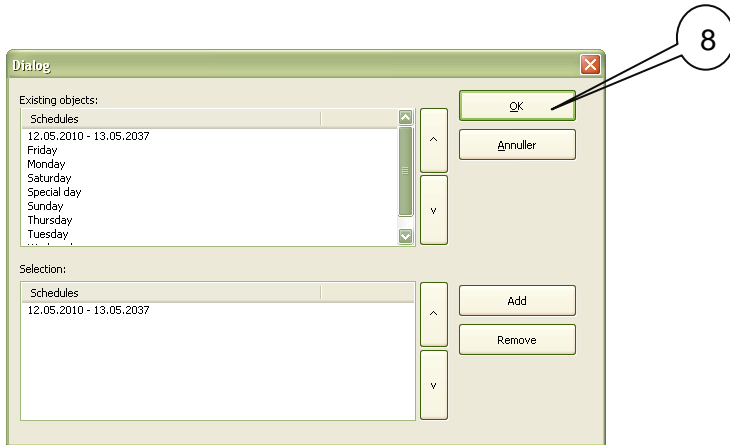 8
Dialog
Existing objects:
OK
Schedules
12.05.2010 - 13.05.2037
Friday
Monday
Saturday
Special day
Sunday
Thursday
Tuesday
^
v
Annuller
Selection:
Schedules
12.05.2010 - 13.05.2037
^
v
Add
Remove